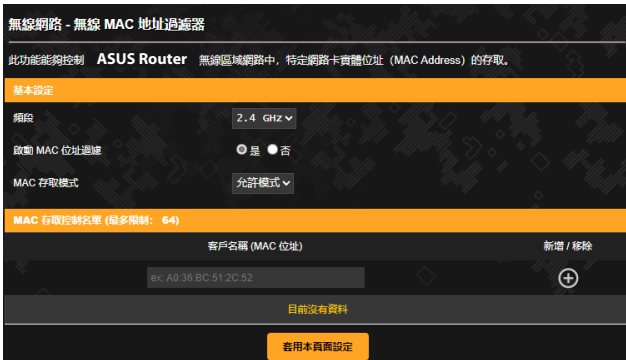 無線網路 - 無線 MAC 地址過濾器
此功能能夠控制 ASUS Router 無線區域網路中，特定網路卡實體位址（MAC Address）的存取。
基本設定
頻段 2.4 GHz
啟動 MAC 位址過濾 是 否
MAC 存取模式 允許模式
MAC 存取控制名單 (最多限制： 64)
客戶名稱 (MAC 位址) 新增 / 移除
ex: A0:36:BC:51:2C:52
目前沒有資料
套用本頁面設定